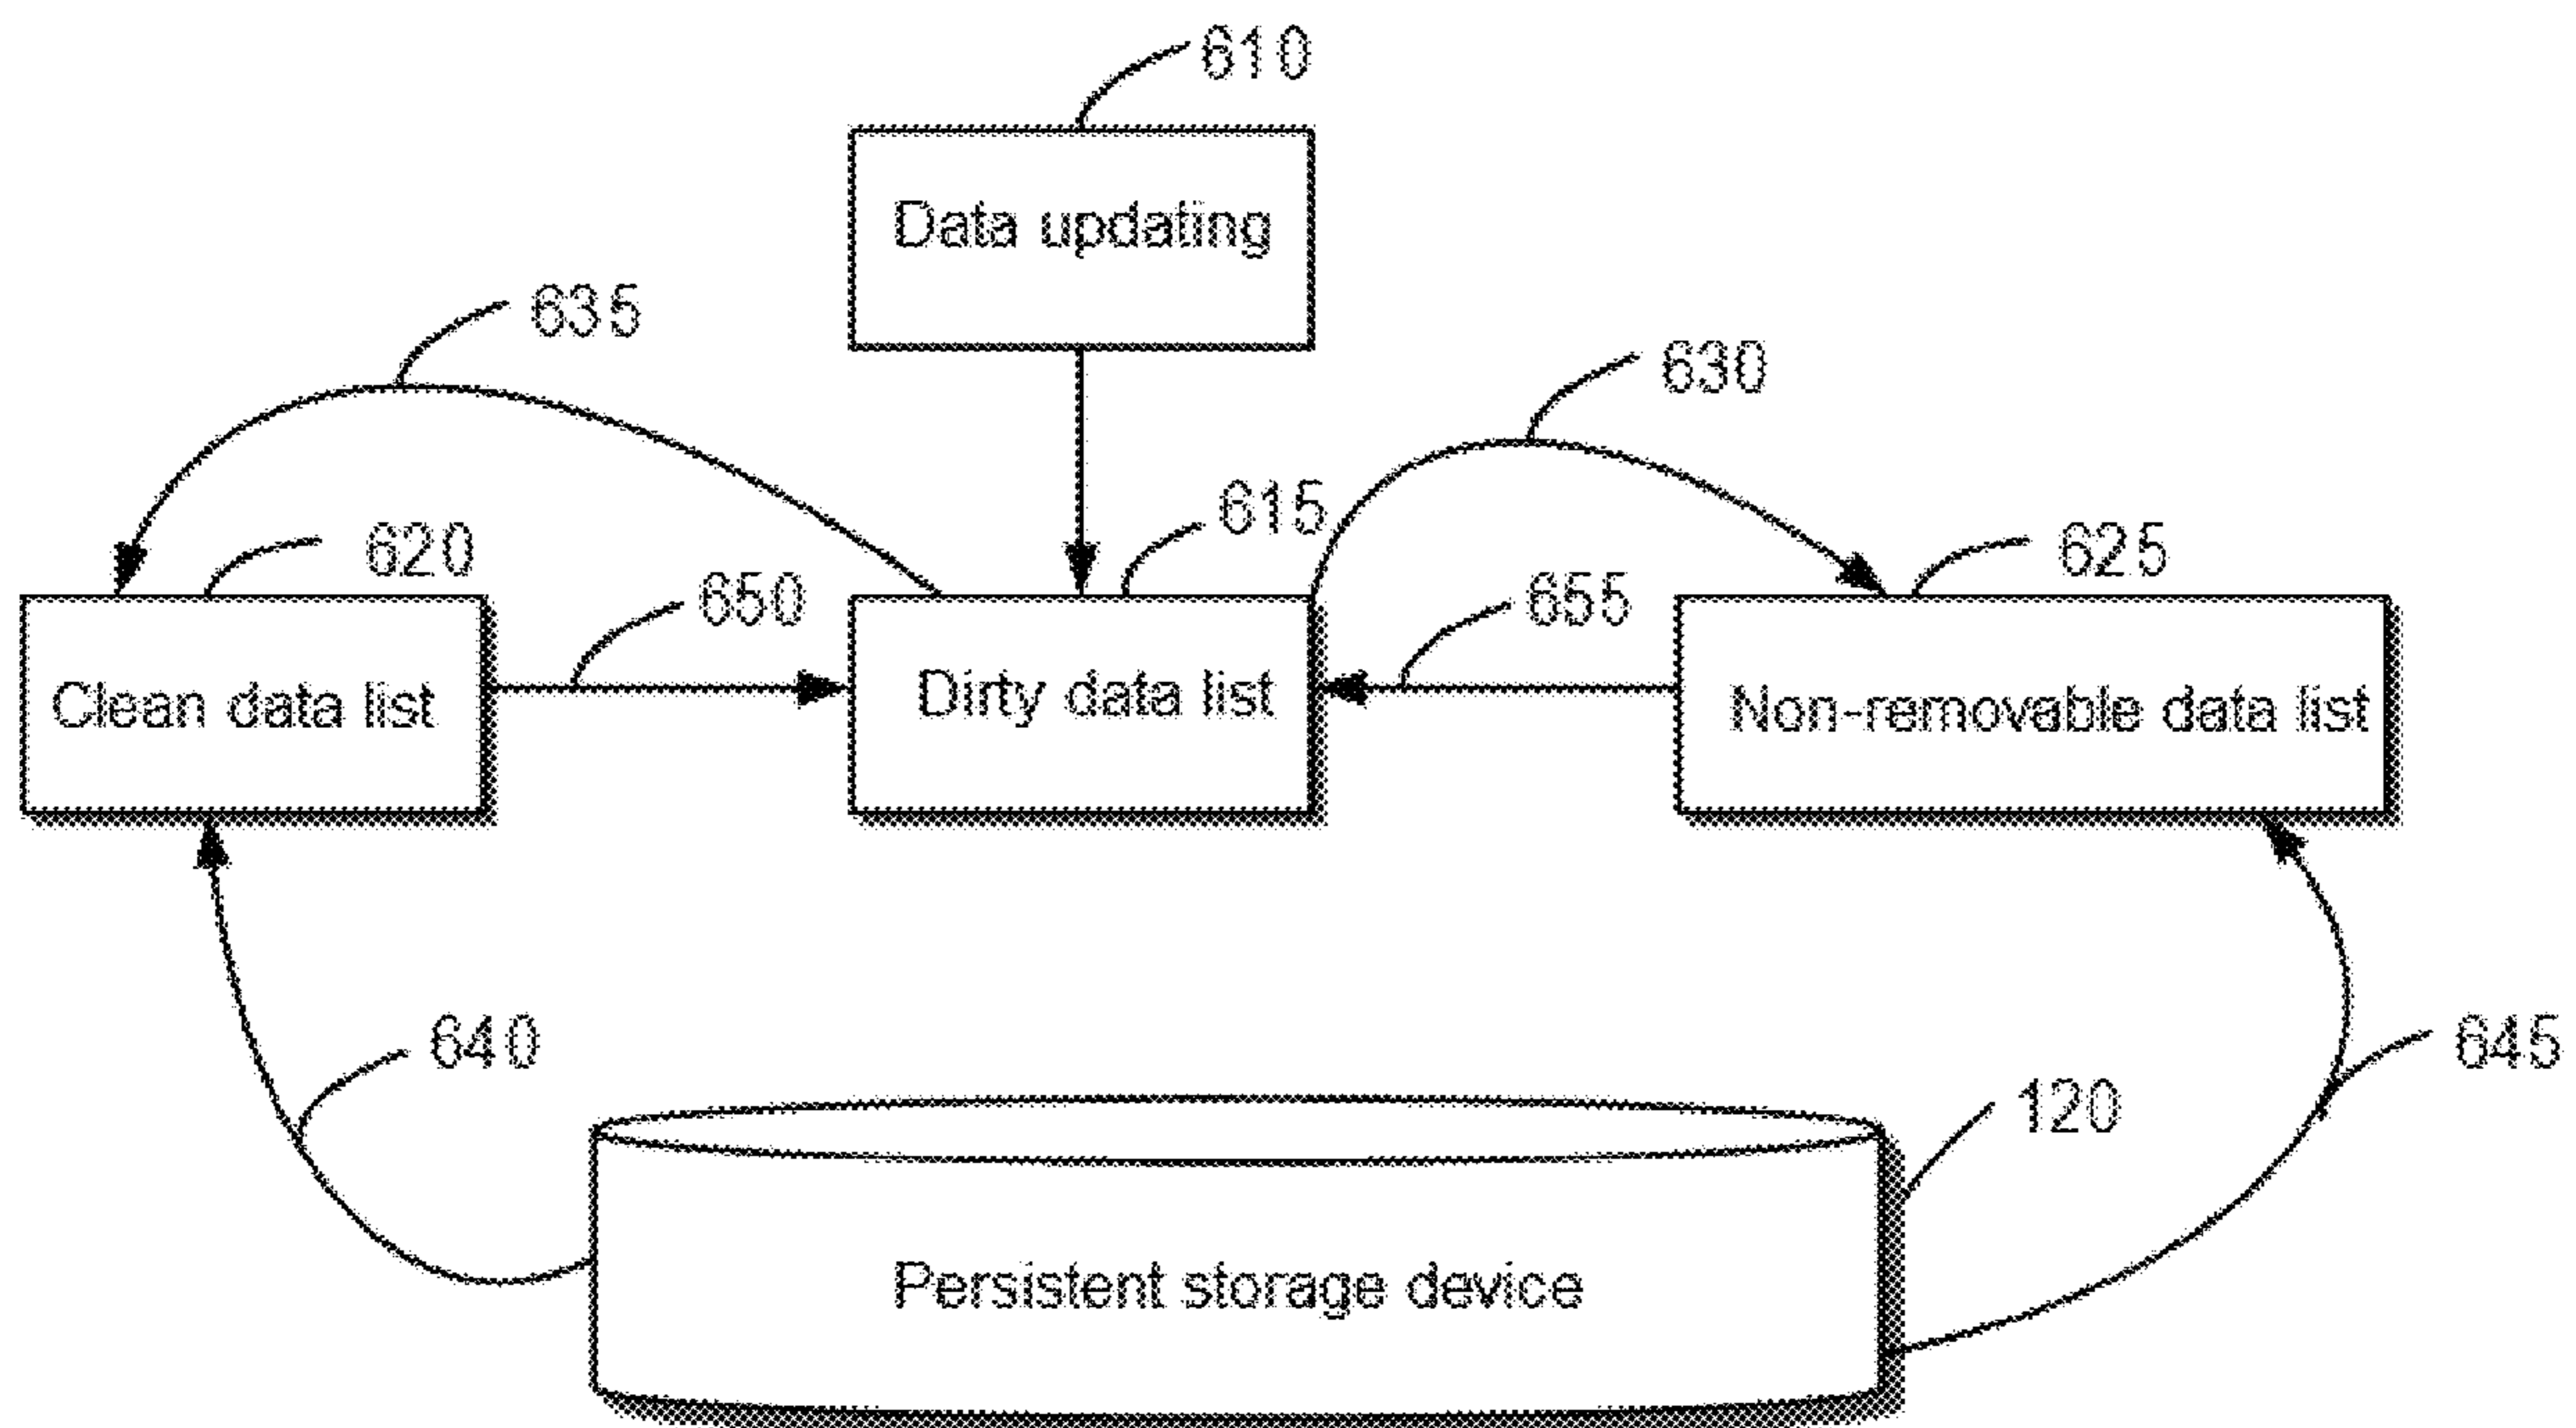 610
Data updating
635
630
615
620
625
650
655
Clean data list
Dirty data list
Non-removable data list
640
645
120
Persistent storage device